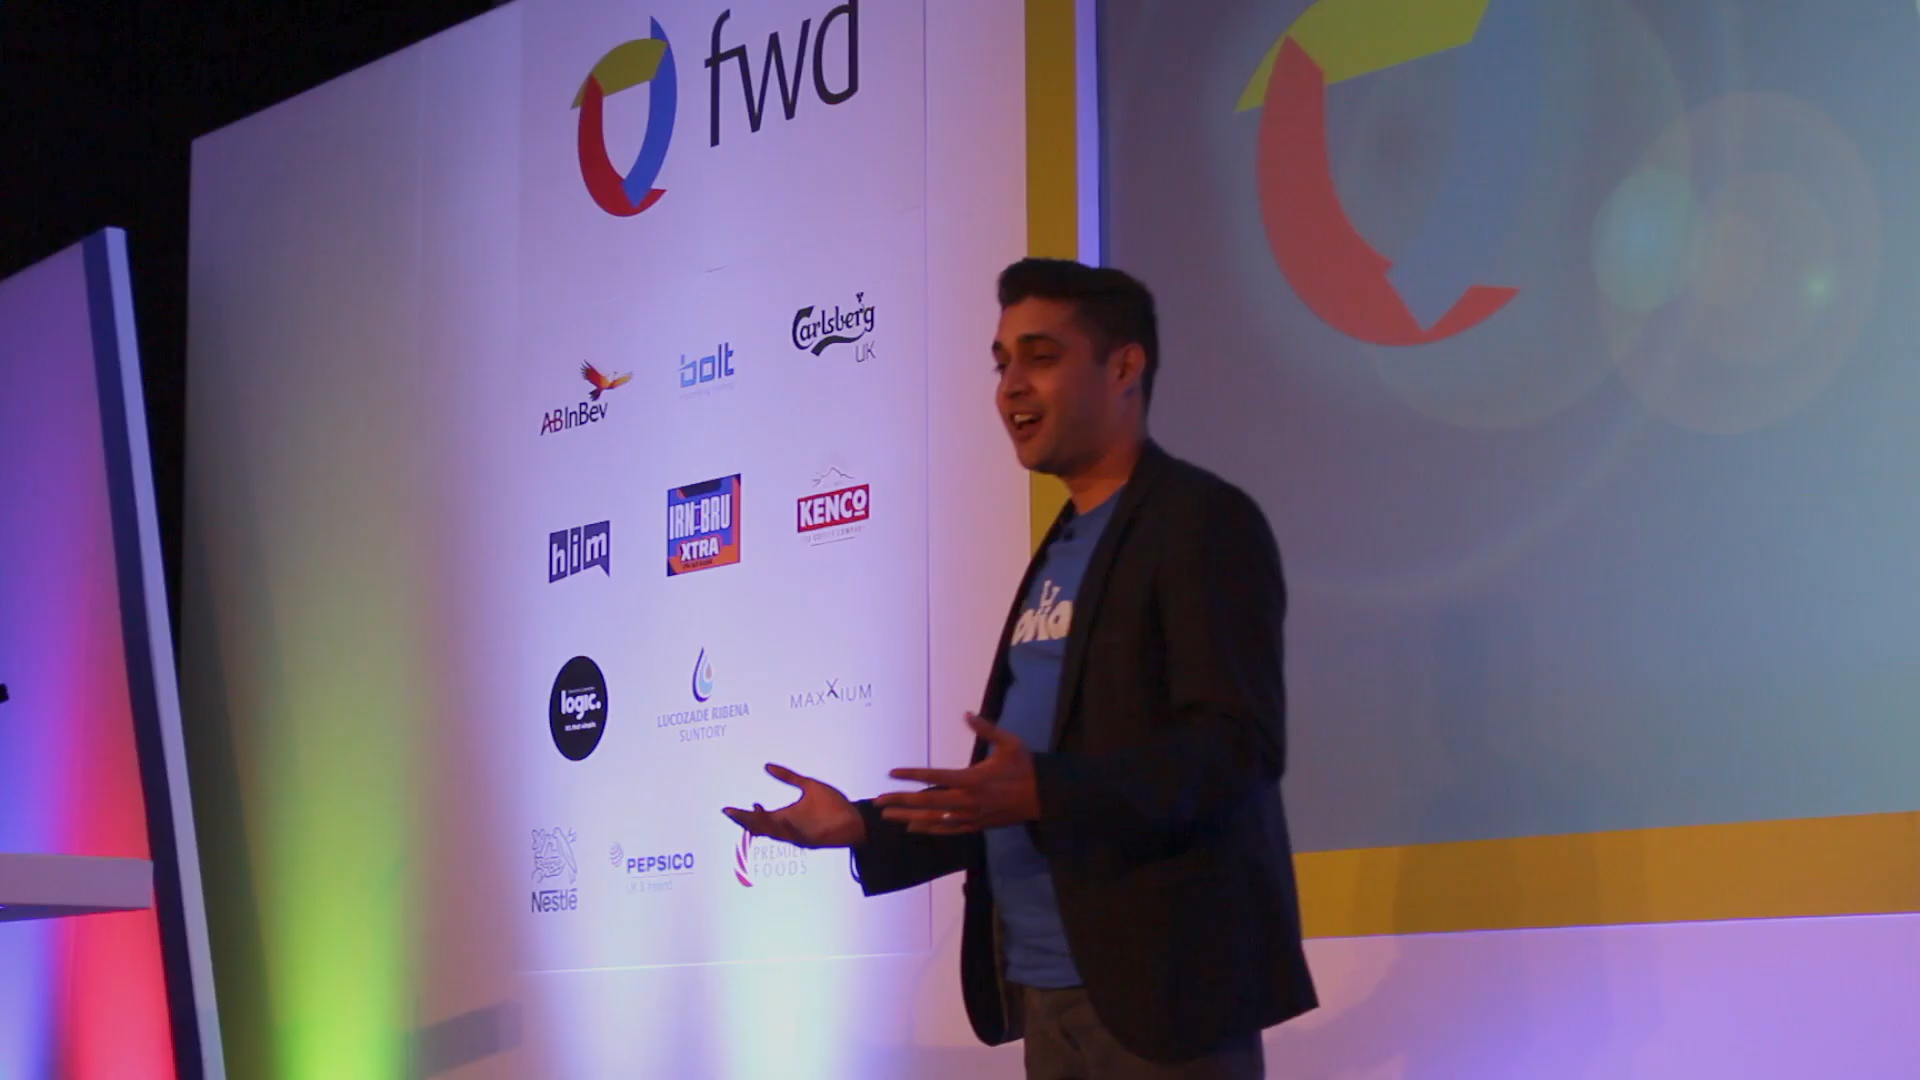 fwd
ABInBev
bolt
Carlsberg
UK
him
IRN-BRU
XTRA
KENCO
logic.
LUCOZADE RIBENA
SUNTORY
MAXXIUM
UK
Nestlé
PEPSICO
UK & Ireland
PREMIER
FOODS